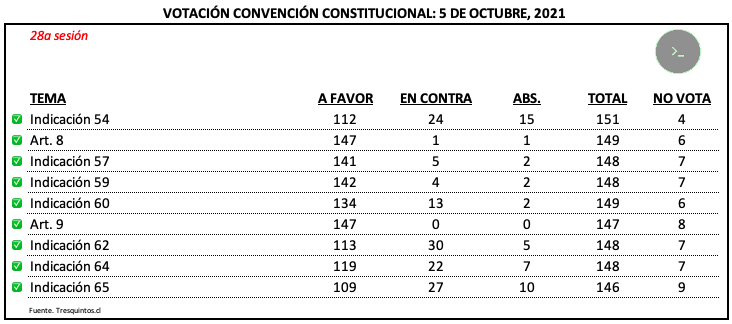 VOTACIÓN CONVENCIÓN CONSTITUCIONAL: 5 DE OCTUBRE, 2021
28a sesión
>_
TEMA A FAVOR EN CONTRA ABS. TOTAL NO VOTA
Indicación 54 112 24 15 151 4
Art. 8 147 1 1 149 6
Indicación 57 141 5 2 148 7
Indicación 59 142 4 2 148 7
Indicación 60 134 13 2 149 6
Art. 9 147 0 0 147 8
Indicación 62 113 30 5 148 7
Indicación 64 119 22 7 148 7
Indicación 65 109 27 10 146 9
Fuente. Tresquintos.cl